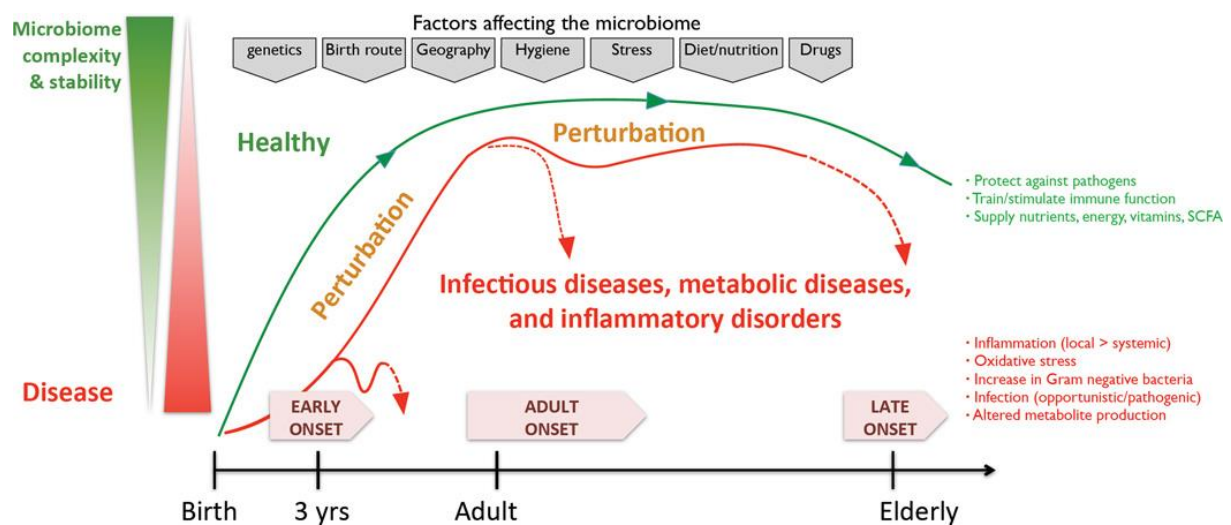 Microbiome
complexity
& stability
Factors affecting the microbiome
genetics
Birth route
Geography
Hygiene
Stress
Diet/nutrition
Drugs
Healthy
Perturbation
Perturbation
• Protect against pathogens
• Train/stimulate immune function
• Supply nutrients, energy, vitamins, SCFA
Infectious diseases, metabolic diseases,
and inflammatory disorders
Disease
• Inflammation (local > systemic)
• Oxidative stress
• Increase in Gram negative bacteria
• Infection (opportunistic/pathogenic)
• Altered metabolite production
EARLY
ONSET
ADULT
ONSET
LATE
ONSET
Birth
3 yrs
Adult
Elderly